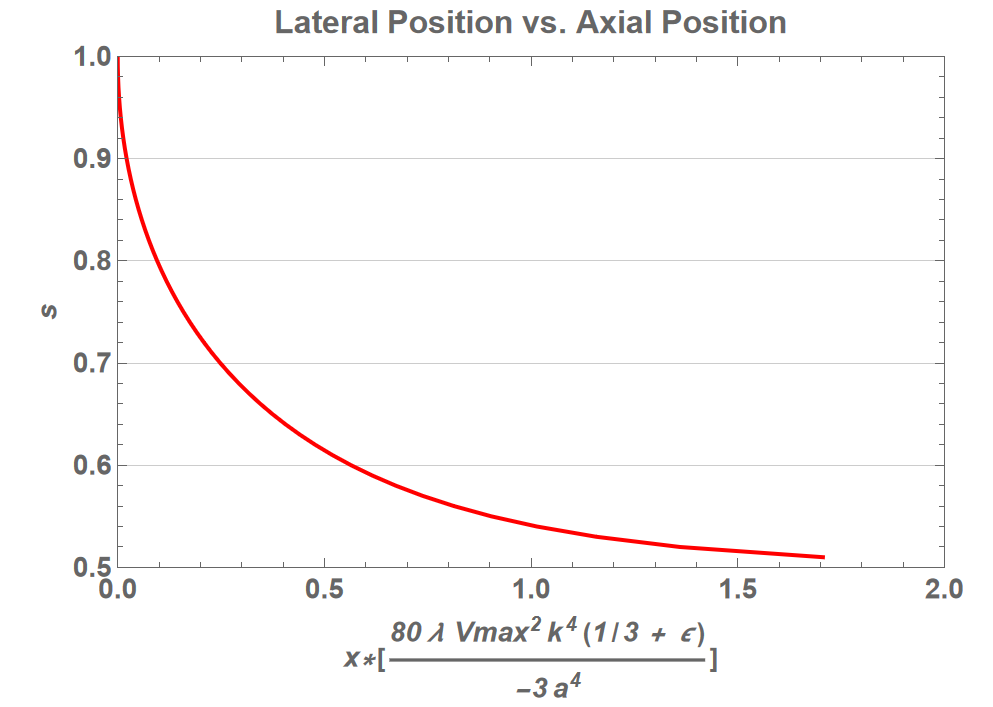 Lateral Position vs. Axial Position
1.0
0.9
0.8
0.7
0.6
0.5
s
0.0 0.5 1.0 1.5 2.0
80 λ Vmax² k⁴ (1/3 + ϵ)
x*[ ]
−3 a⁴